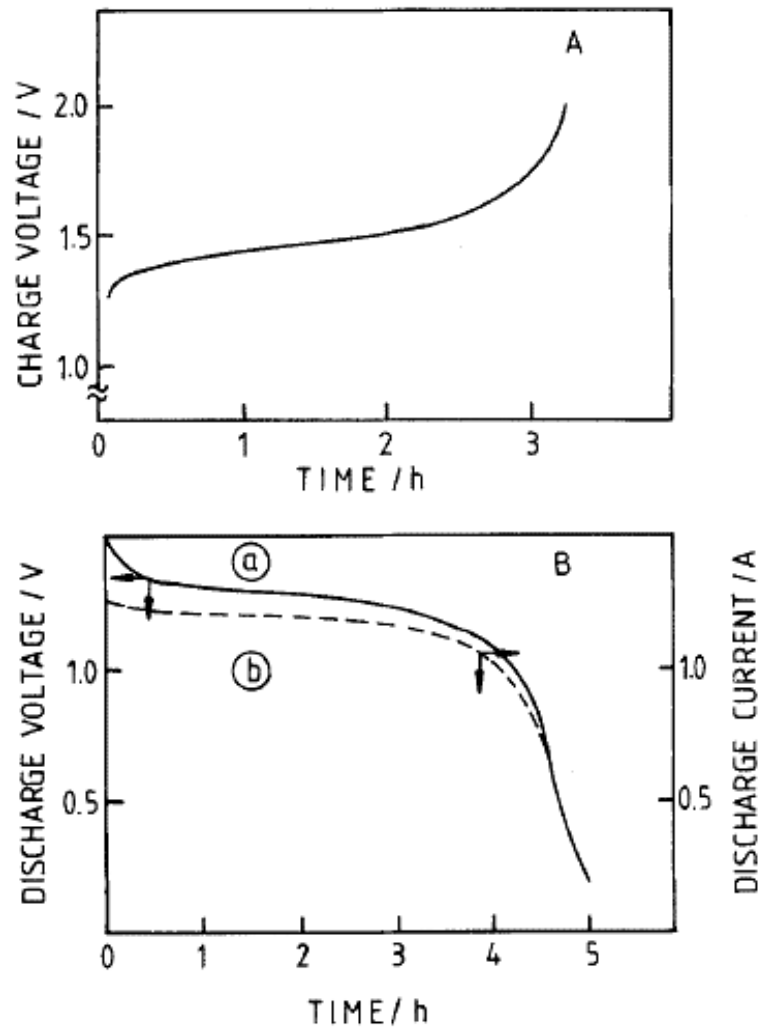 A
CHARGE VOLTAGE / V
2.0
1.5
1.0
0 1 2 3
TIME /h
B
a
b
DISCHARGE VOLTAGE / V
1.0
0.5
DISCHARGE CURRENT / A
1.0
0.5
0 1 2 3 4 5
TIME/h